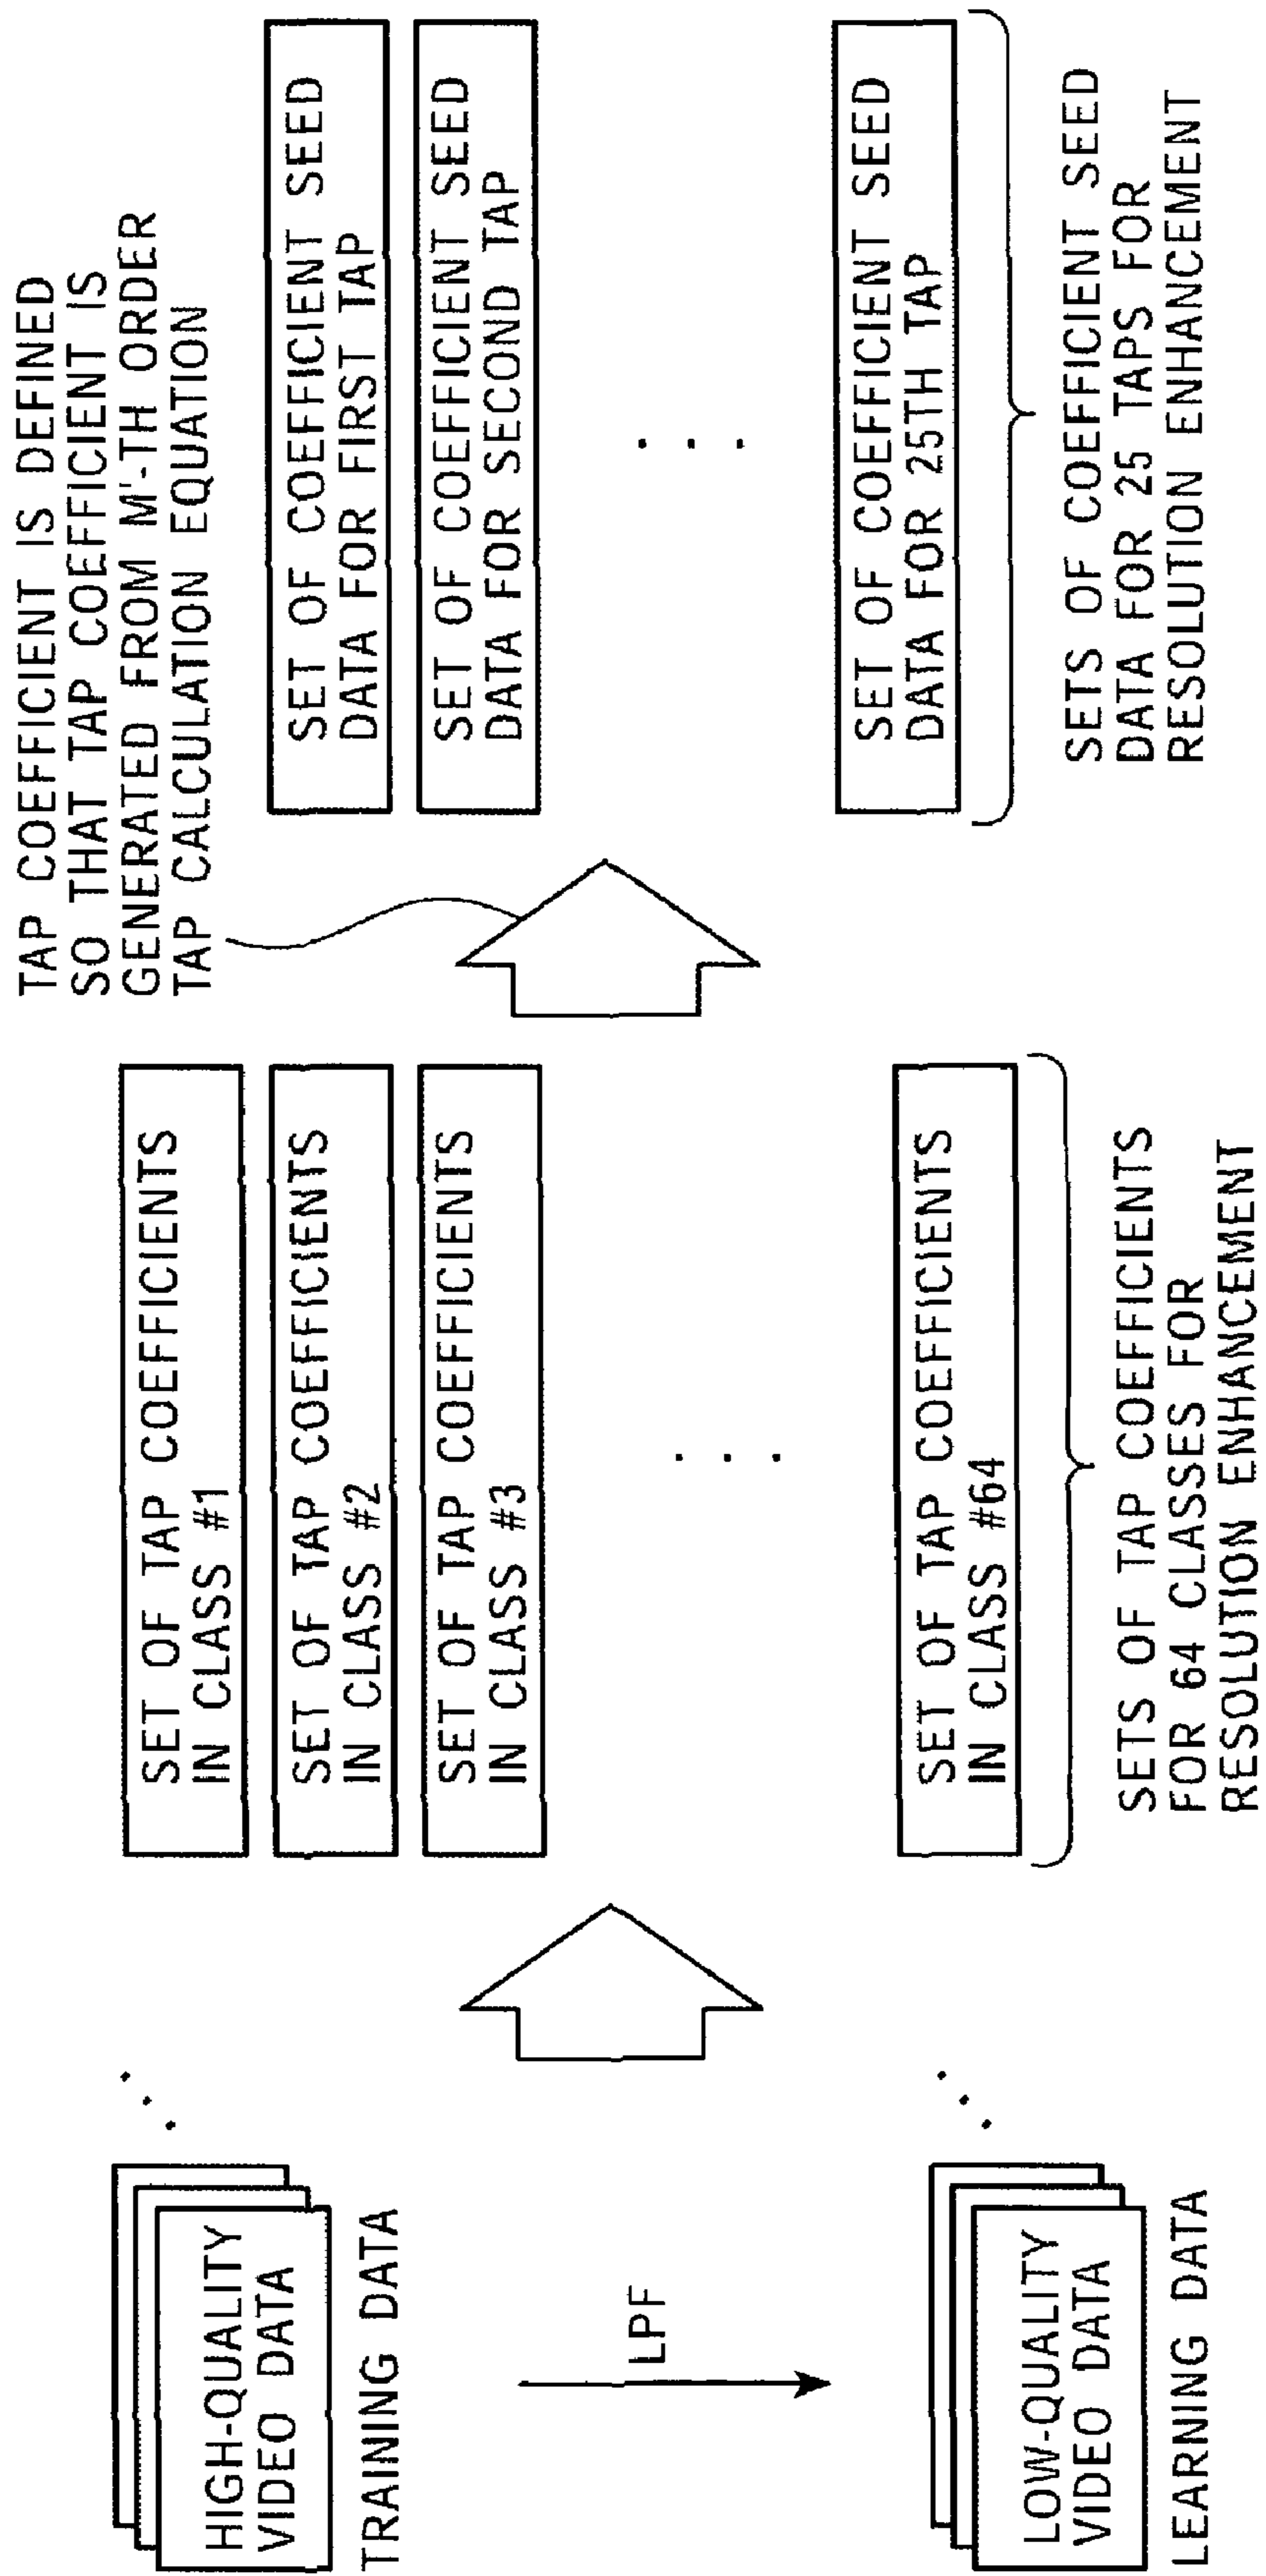 HIGH-QUALITY
VIDEO DATA
TRAINING DATA
LPF
LOW-QUALITY
VIDEO DATA
LEARNING DATA
SET OF TAP COEFFICIENTS
IN CLASS #1
SET OF TAP COEFFICIENTS
IN CLASS #2
SET OF TAP COEFFICIENTS
IN CLASS #3
SET OF TAP COEFFICIENTS
IN CLASS #64
SETS OF TAP COEFFICIENTS
FOR 64 CLASSES FOR
RESOLUTION ENHANCEMENT
TAP COEFFICIENT IS DEFINED
SO THAT TAP COEFFICIENT IS
GENERATED FROM M'-TH ORDER
TAP CALCULATION EQUATION
SET OF COEFFICIENT SEED
DATA FOR FIRST TAP
SET OF COEFFICIENT SEED
DATA FOR SECOND TAP
SET OF COEFFICIENT SEED
DATA FOR 25TH TAP
SETS OF COEFFICIENT SEED
DATA FOR 25 TAPS FOR
RESOLUTION ENHANCEMENT